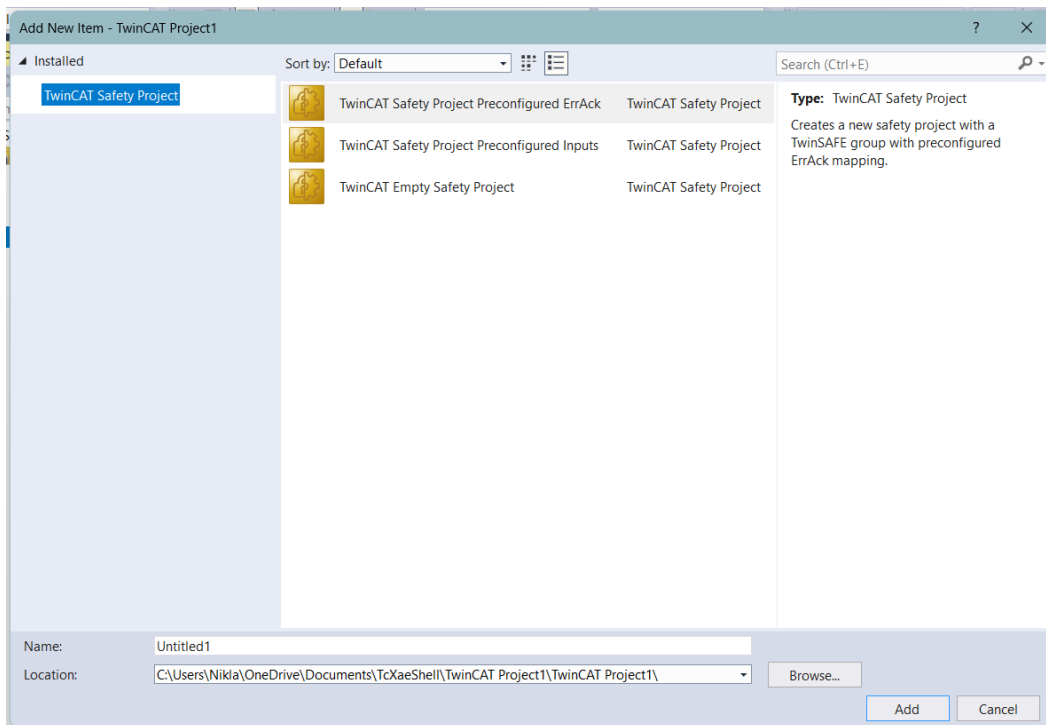 Add New Item - TwinCAT Project1
?
Installed
Sort by: Default
Search (Ctrl+E)
TwinCAT Safety Project
TwinCAT Safety Project Preconfigured ErrAck TwinCAT Safety Project
Type: TwinCAT Safety Project
Creates a new safety project with a
TwinSAFE group with preconfigured
ErrAck mapping.
TwinCAT Safety Project Preconfigured Inputs TwinCAT Safety Project
TwinCAT Empty Safety Project TwinCAT Safety Project
Name: Untitled1
Location: C:\Users\Nikla\OneDrive\Documents\TcXaeShell\TwinCAT Project1\TwinCAT Project1\
Browse...
Add
Cancel